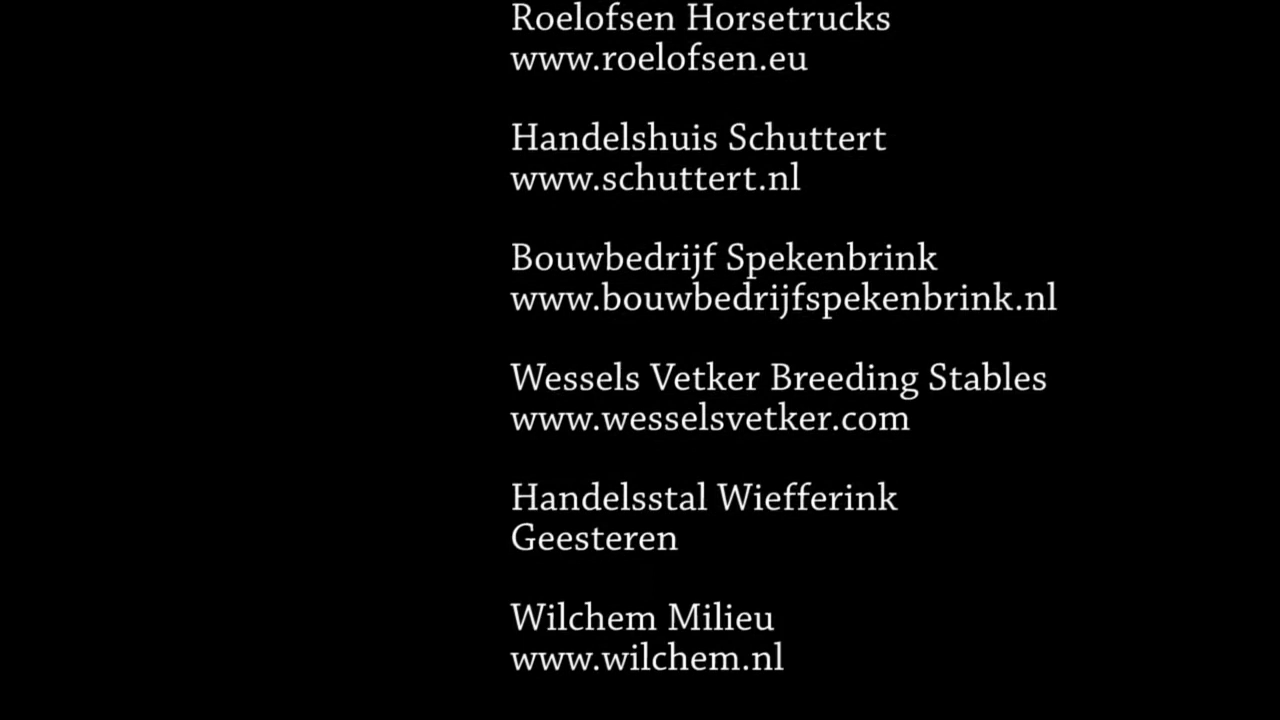 Roelofsen Horsetrucks
www.roelofsen.eu
Handelshuis Schuttert
www.schuttert.nl
Bouwbedrijf Spekenbrink
www.bouwbedrijfspekenbrink.nl
Wessels Vetker Breeding Stables
www.wesselsvetker.com
Handelsstal Wiefferink
Geesteren
Wilchem Milieu
www.wilchem.nl